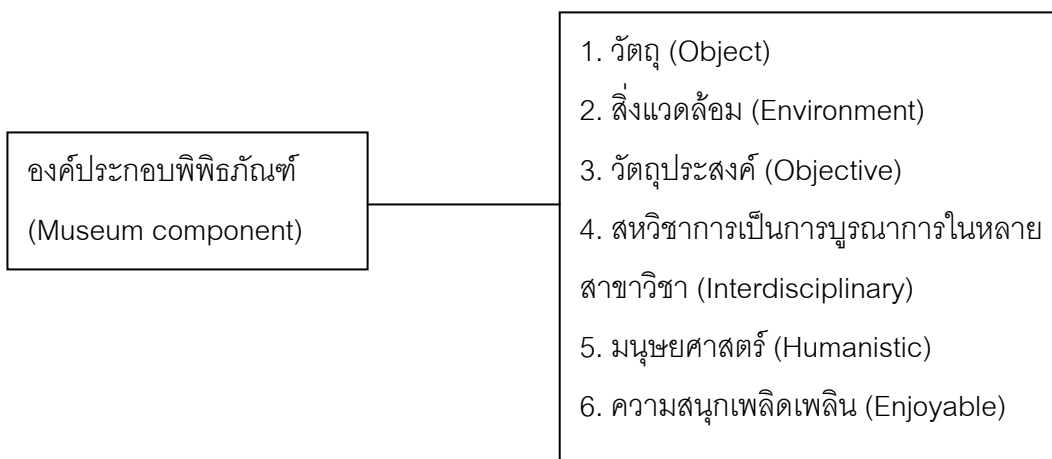 องค์ประกอบพิพิธภัณฑ์
(Museum component)
1. วัตถุ (Object)
2. สิ่งแวดล้อม (Environment)
3. วัตถุประสงค์ (Objective)
4. สหวิชาการเป็นการบูรณาการในหลาย
สาขาวิชา (Interdisciplinary)
5. มนุษยศาสตร์ (Humanistic)
6. ความสนุกเพลิดเพลิน (Enjoyable)